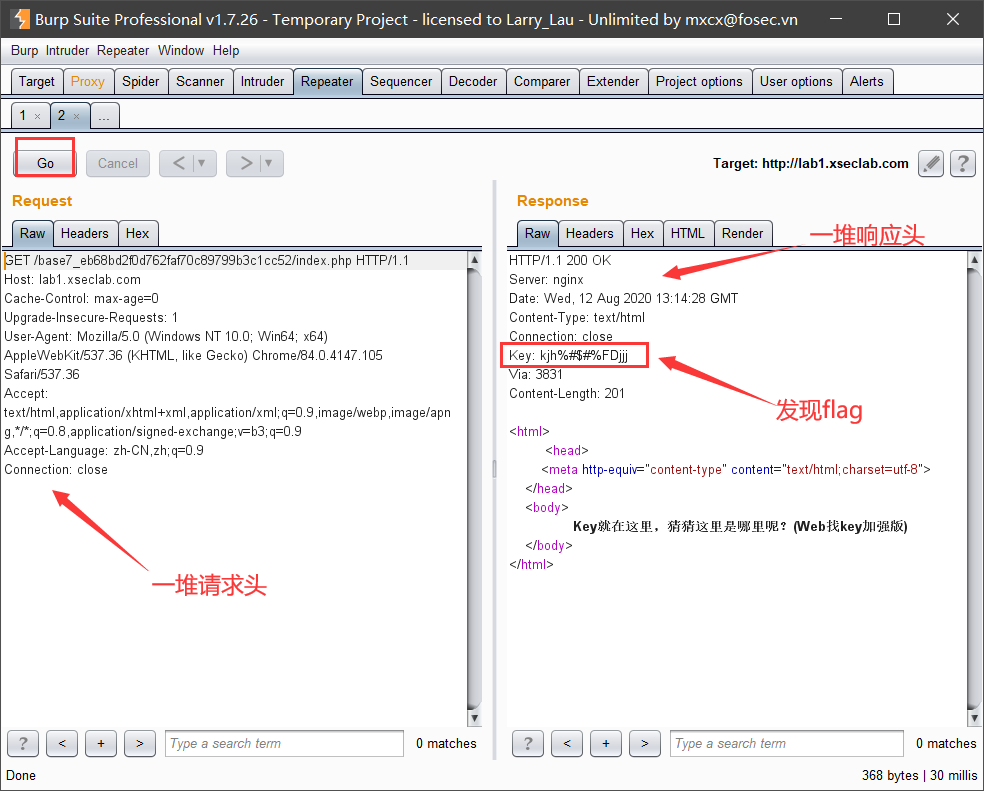 Burp Suite Professional v1.7.26 - Temporary Project - licensed to Larry_Lau - Unlimited by mxcx@fosec.vn
Burp Intruder Repeater Window Help
Target Proxy Spider Scanner Intruder Repeater Sequencer Decoder Comparer Extender Project options User options Alerts
1 × 2 × ...
Go Cancel < ▼ > ▼ Target: http://lab1.xseclab.com ?
Request
Raw Headers Hex
GET /base7_eb68bd2f0d762faf70c89799b3c1cc52/index.php HTTP/1.1
Host: lab1.xseclab.com
Cache-Control: max-age=0
Upgrade-Insecure-Requests: 1
User-Agent: Mozilla/5.0 (Windows NT 10.0; Win64; x64)
AppleWebKit/537.36 (KHTML, like Gecko) Chrome/84.0.4147.105
Safari/537.36
Accept:
text/html,application/xhtml+xml,application/xml;q=0.9,image/webp,image/apn
g,*/*;q=0.8,application/signed-exchange;v=b3;q=0.9
Accept-Language: zh-CN,zh;q=0.9
Connection: close
一堆请求头
? < + > Type a search term 0 matches
Response
Raw Headers Hex HTML Render
一堆响应头
HTTP/1.1 200 OK
Server: nginx
Date: Wed, 12 Aug 2020 13:14:28 GMT
Content-Type: text/html
Connection: close
Key: kjh%#$#%FDjjj
Via: 3831
Content-Length: 201
发现flag
<html>
<head>
<meta http-equiv="content-type" content="text/html;charset=utf-8">
</head>
<body>
Key就在这里，猜猜这里是哪里呢？(Web找key加强版)
</body>
</html>
? < + > Type a search term 0 matches
Done 368 bytes | 30 millis